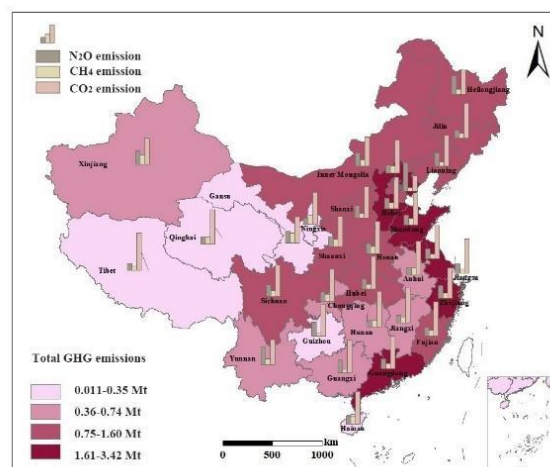 N
N2O emission
CH4 emission
CO2 emission
Heilongjiang
Jilin
Liaoning
Xinjiang
Inner Mongolia
Gansu
Hebei
Shanxi
Shandong
Ningxia
Qinghai
Shaanxi
Henan
Tibet
Jiangsu
Anhui
Sichuan
Hubei
Zhejiang
Chongqing
Hunan
Jiangxi
Guizhou
Fujian
Yunnan
Guangxi
Guangdong
Hainan
Total GHG emissions
0.011-0.35 Mt
0.36-0.74 Mt
0.75-1.60 Mt
1.61-3.42 Mt
0 500 1000
km